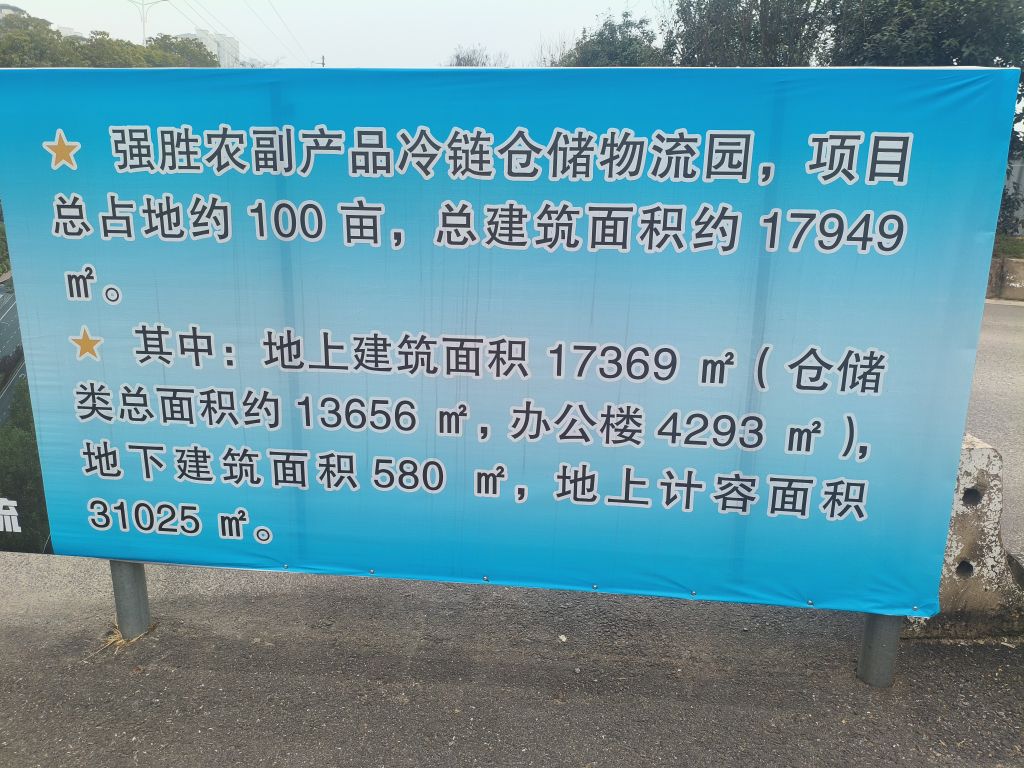 ★ 强胜农副产品冷链仓储物流园，项目
总占地约 100 亩，总建筑面积约 17949
㎡。
★ 其中：地上建筑面积 17369 ㎡（仓储
类总面积约 13656 ㎡，办公楼 4293 ㎡），
地下建筑面积 580 ㎡，地上计容面积
31025 ㎡。
流